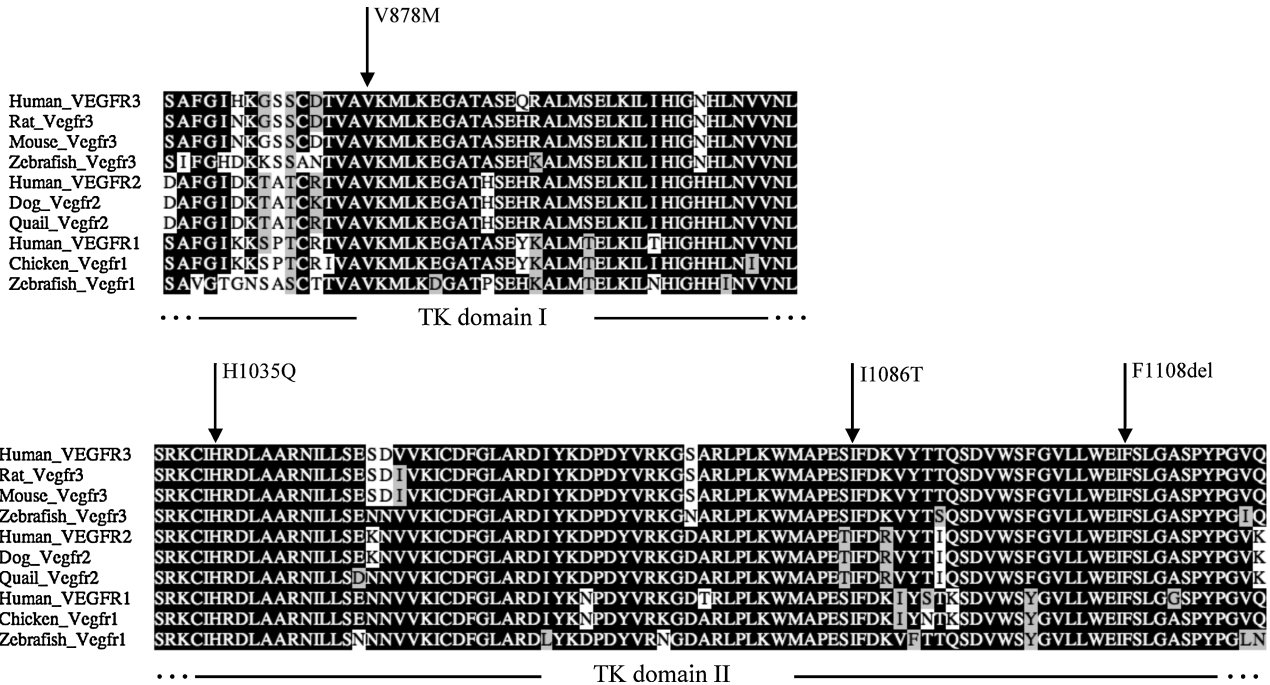 V878M
Human_VEGFR3 SAFGIHKGSSCDTVAVKMLKEGATASEQRALMSELKILIHIGNHLNVVNL
Rat_Vegfr3 SAFGINKGSSCDTVAVKMLKEGATASEHRALMSELKILIHIGNHLNVVNL
Mouse_Vegfr3 SAFGINKGSSCDTVAVKMLKEGATASEHRALMSELKILIHIGNHLNVVNL
Zebrafish_Vegfr3 SIFGHDKKSSANTVAVKMLKEGATASEHKALMSELKILIHIGNHLNVVNL
Human_VEGFR2 DAFGIDKTATCRTVAVKMLKEGATHSEHRALMSELKILIHIGHHLNVVNL
Dog_Vegfr2 DAFGIDKTATCKTVAVKMLKEGATHSEHRALMSELKILIHIGHHLNVVNL
Quail_Vegfr2 DAFGIDKTATCRTVAVKMLKEGATHSEHRALMSELKILIHIGHHLNVVNL
Human_VEGFR1 SAFGIKKSPTCRTVAVKMLKEGATASEYKALMTELKILTHIGHHLNVVNL
Chicken_Vegfr1 SAFGIKKSPTCRIVAVKMLKEGATASEYKALMTELKILIHIGHHLNIVNL
Zebrafish_Vegfr1 SAVGTGNSASCTTVAVKMLKDGATPSEHKALMTELKILNHIGHHINVVNL
TK domain I
H1035Q I1086T F1108del
Human_VEGFR3 SRKCIHRDLAARNILLSESDVVKICDFGLARDIYKDPDYVRKGSARLPLKWMAPESIFDKVYTTQSDVWSFGVLLWEIFSLGASPYPGVQ
Rat_Vegfr3 SRKCIHRDLAARNILLSESDIVKICDFGLARDIYKDPDYVRKGSARLPLKWMAPESIFDKVYTTQSDVWSFGVLLWEIFSLGASPYPGVQ
Mouse_Vegfr3 SRKCIHRDLAARNILLSESDIVKICDFGLARDIYKDPDYVRKGSARLPLKWMAPESIFDKVYTTQSDVWSFGVLLWEIFSLGASPYPGVQ
Zebrafish_Vegfr3 SRKCIHRDLAARNILLSENNVVKICDFGLARDIYKDPDYVRKGNARLPLKWMAPESIFDKVYTSQSDVWSFGVLLWEIFSLGASPYPGIQ
Human_VEGFR2 SRKCIHRDLAARNILLSEKNVVKICDFGLARDIYKDPDYVRKGDARLPLKWMAPETIFDRVYTIQSDVWSFGVLLWEIFSLGASPYPGVK
Dog_Vegfr2 SRKCIHRDLAARNILLSEKNVVKICDFGLARDIYKDPDYVRKGDARLPLKWMAPETIFDRVYTIQSDVWSFGVLLWEIFSLGASPYPGVK
Quail_Vegfr2 SRKCIHRDLAARNILLSDNNVVKICDFGLARDIYKDPDYVRKGDARLPLKWMAPETIFDRVYTIQSDVWSFGVLLWEIFSLGASPYPGVK
Human_VEGFR1 SRKCIHRDLAARNILLSENNVVKICDFGLARDIYKNPDYVRKGDTRLPLKWMAPESIFDKIYSTKSDVWSYGVLLWEIFSLGGSPYPGVQ
Chicken_Vegfr1 SRKCIHRDLAARNILLSENNVVKICDFGLARDIYKNPDYVRKGDARLPLKWMAPESIFDKIYNTKSDVWSYGVLLWEIFSLGASPYPGVQ
Zebrafish_Vegfr1 SRKCIHRDLAARNILLSNNNVVKICDFGLARDLYKDPDYVRNGDARLPLKWMAPESIFDKVFTTQSDVWSYGVLLWEIFSLGASPYPGLN
TK domain II